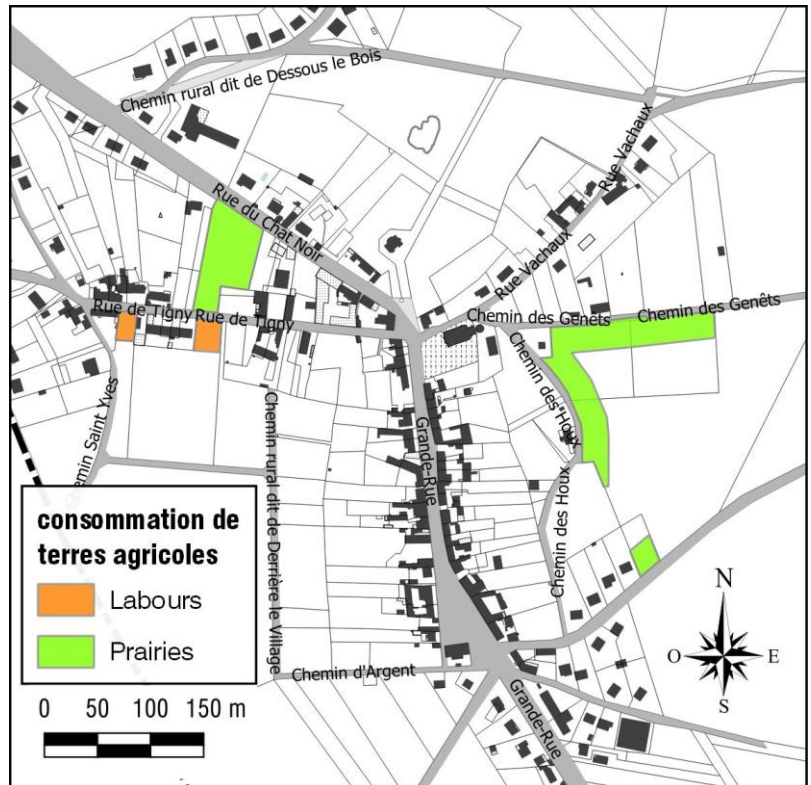 Chemin rural dit de Dessous le Bois
Rue Vachaux
Rue du Chat Noir
Rue Vachaux
Rue de Tigny
Rue de Tigny
Chemin des Genêts
Chemin des Genêts
Chemin des Houx
Chemin Saint Yves
Grande-Rue
Chemin rural dit de Derrière le Village
Chemin des Houx
consommation de
terres agricoles
Labours
Prairies
Chemin d'Argent
Grande-Rue
N
O
E
S
0 50 100 150 m